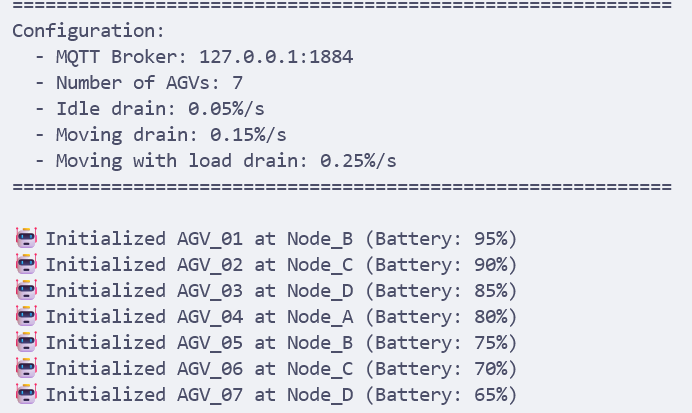 ============================================================
Configuration:
  - MQTT Broker: 127.0.0.1:1884
  - Number of AGVs: 7
  - Idle drain: 0.05%/s
  - Moving drain: 0.15%/s
  - Moving with load drain: 0.25%/s
============================================================
🤖 Initialized AGV_01 at Node_B (Battery: 95%)
🤖 Initialized AGV_02 at Node_C (Battery: 90%)
🤖 Initialized AGV_03 at Node_D (Battery: 85%)
🤖 Initialized AGV_04 at Node_A (Battery: 80%)
🤖 Initialized AGV_05 at Node_B (Battery: 75%)
🤖 Initialized AGV_06 at Node_C (Battery: 70%)
🤖 Initialized AGV_07 at Node_D (Battery: 65%)